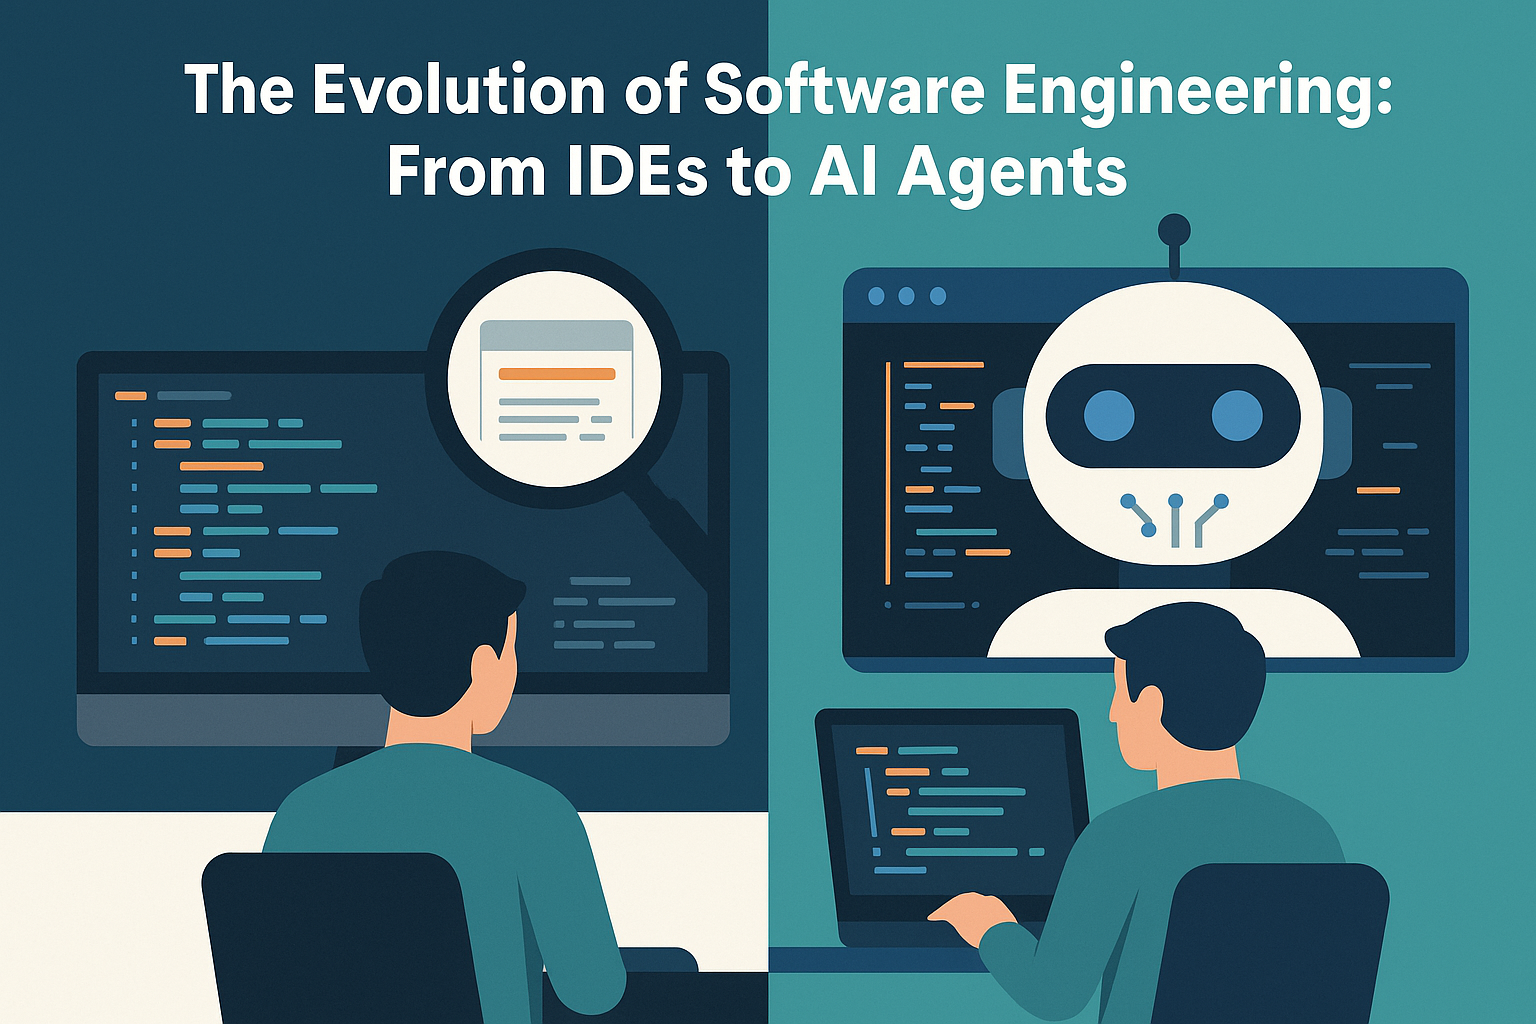 The Evolution of Software Engineering:
From IDEs to AI Agents